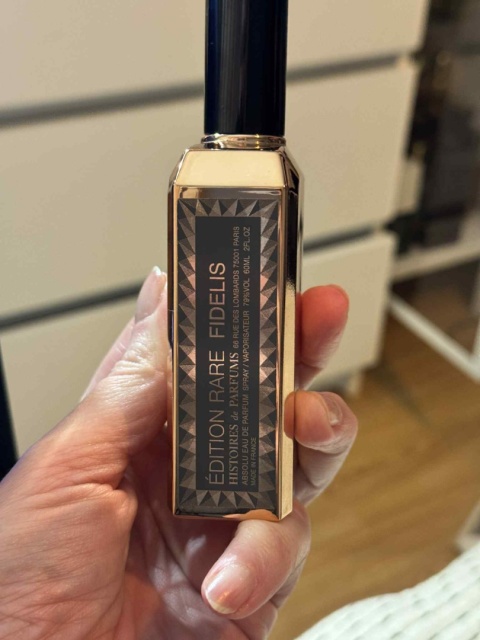 ÉDITION RARE FIDELIS
HISTOIRES de PARFUMS 66 RUE DES LOMBARDS 75001 PARIS
ABSOLU EAU DE PARFUM SPRAY / VAPORISATEUR 79%VOL 60ML 2FL.OZ
MADE IN FRANCE